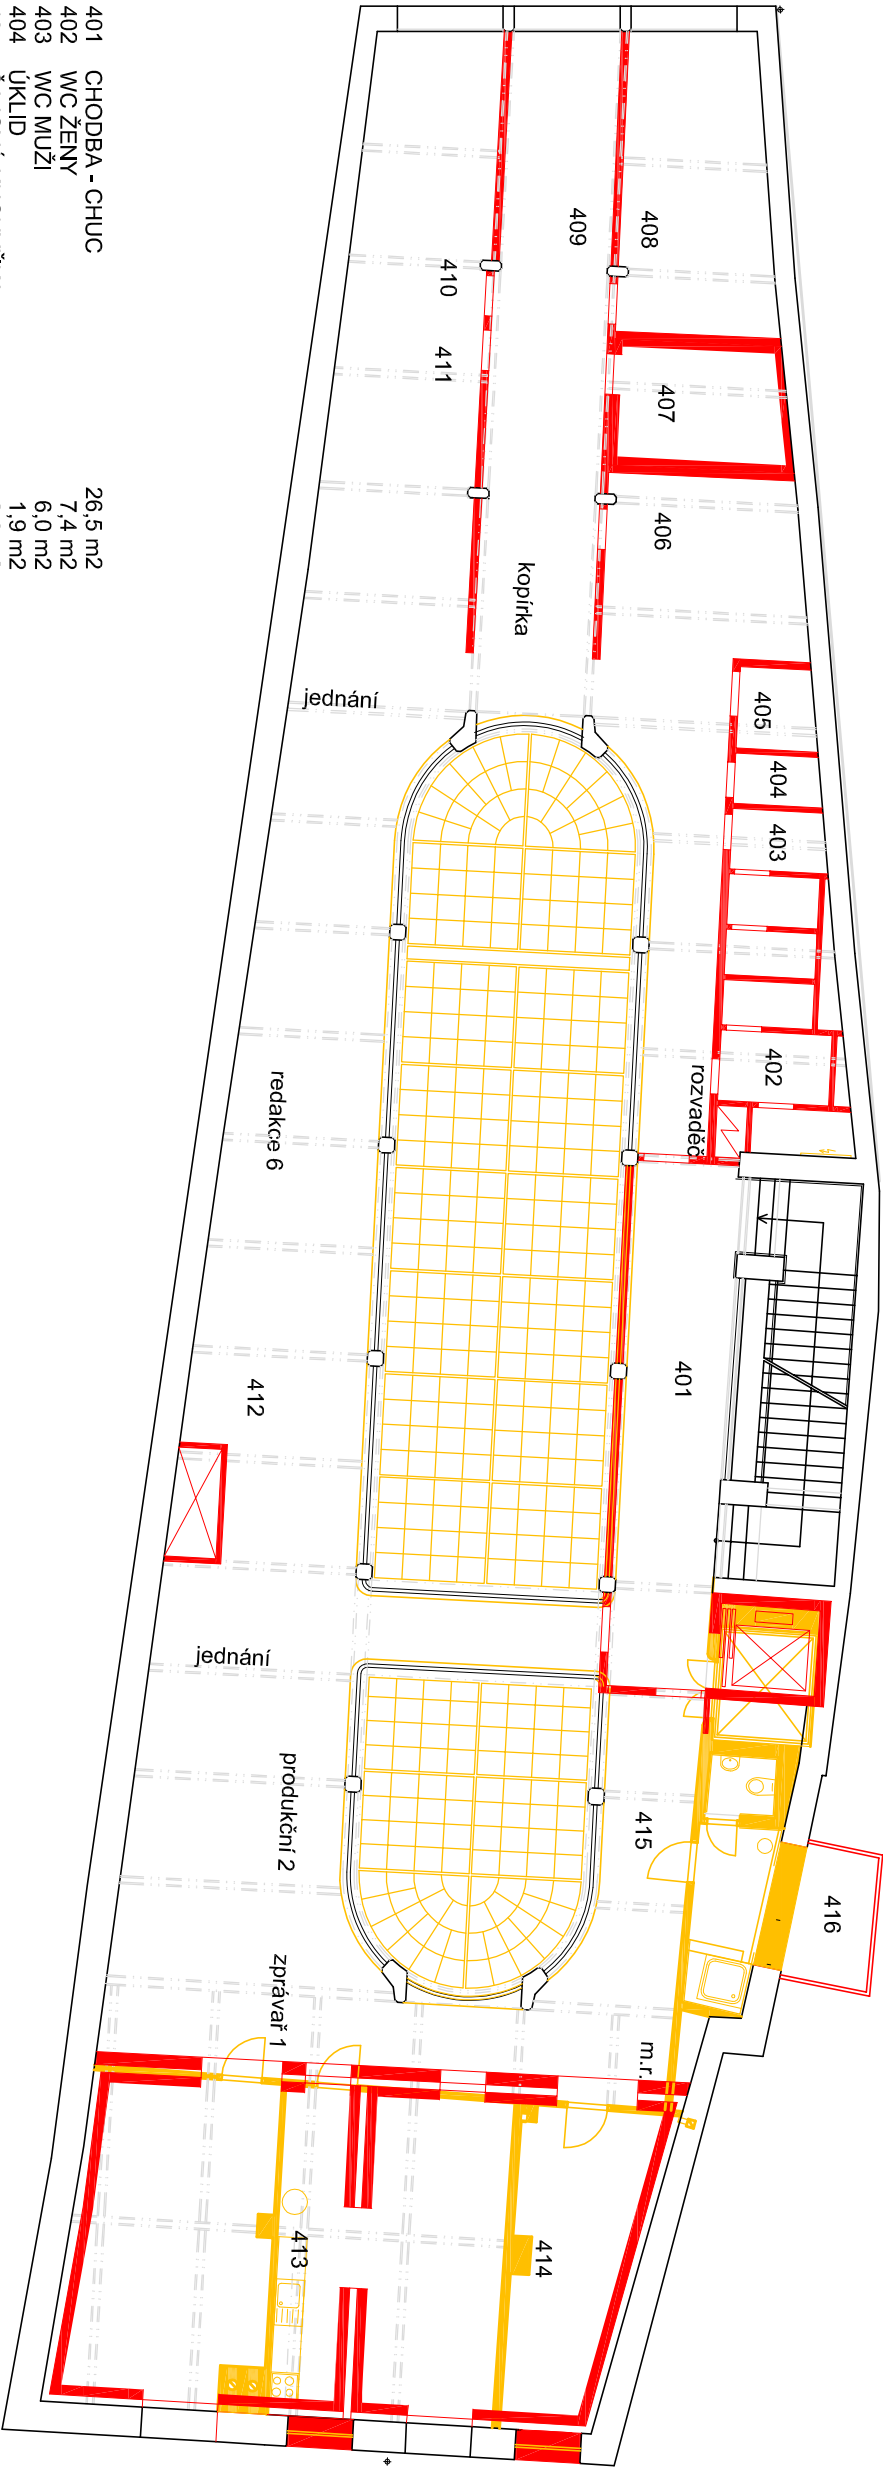 401 CHODBA - CHUC 26,5 m2
402 WC ŽENY 7,4 m2
403 WC MUŽI 6,0 m2
404 ÚKLID 1,9 m2
408
409
410
411
407
406
kopírka
jednání
405
404
403
402
rozvaděč
redakce 6
401
412
jednání
produkční 2
415
416
zprávař 1
m.r.
413
414